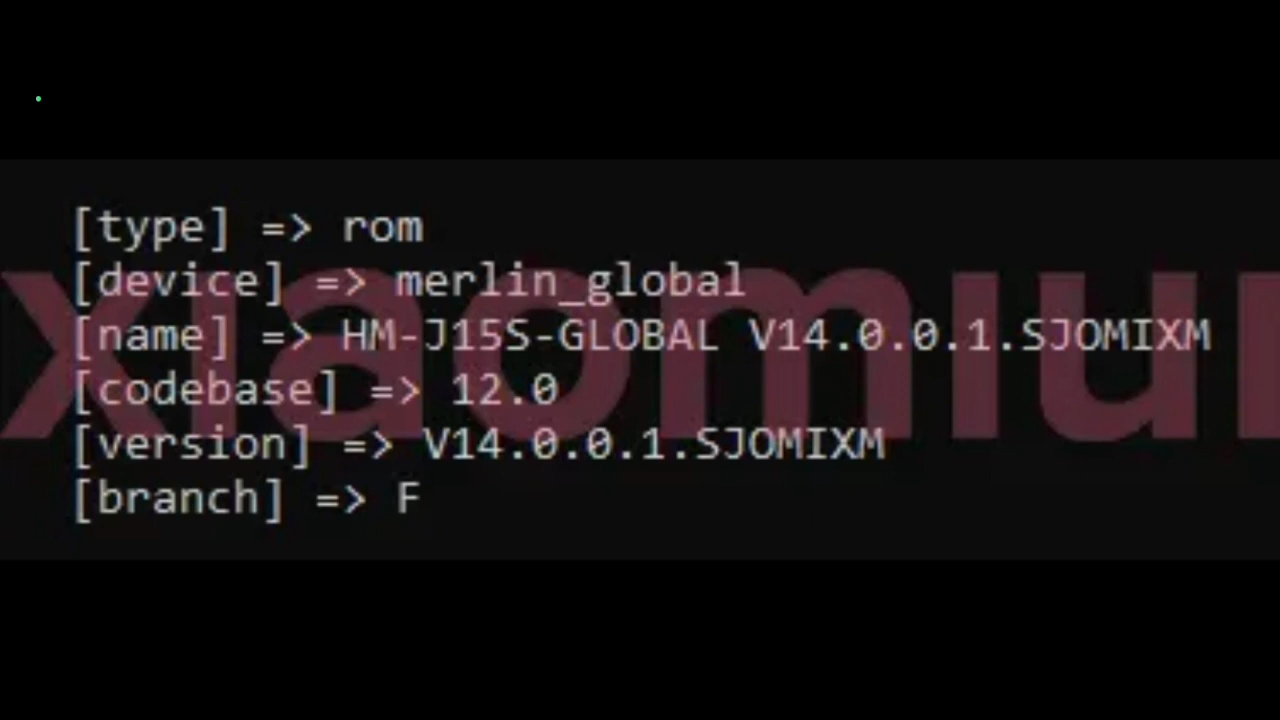 [type] => rom
[device] => merlin_global
[name] => HM-J15S-GLOBAL V14.0.0.1.SJOMIXM
[codebase] => 12.0
[version] => V14.0.0.1.SJOMIXM
[branch] => F
xiaomiui